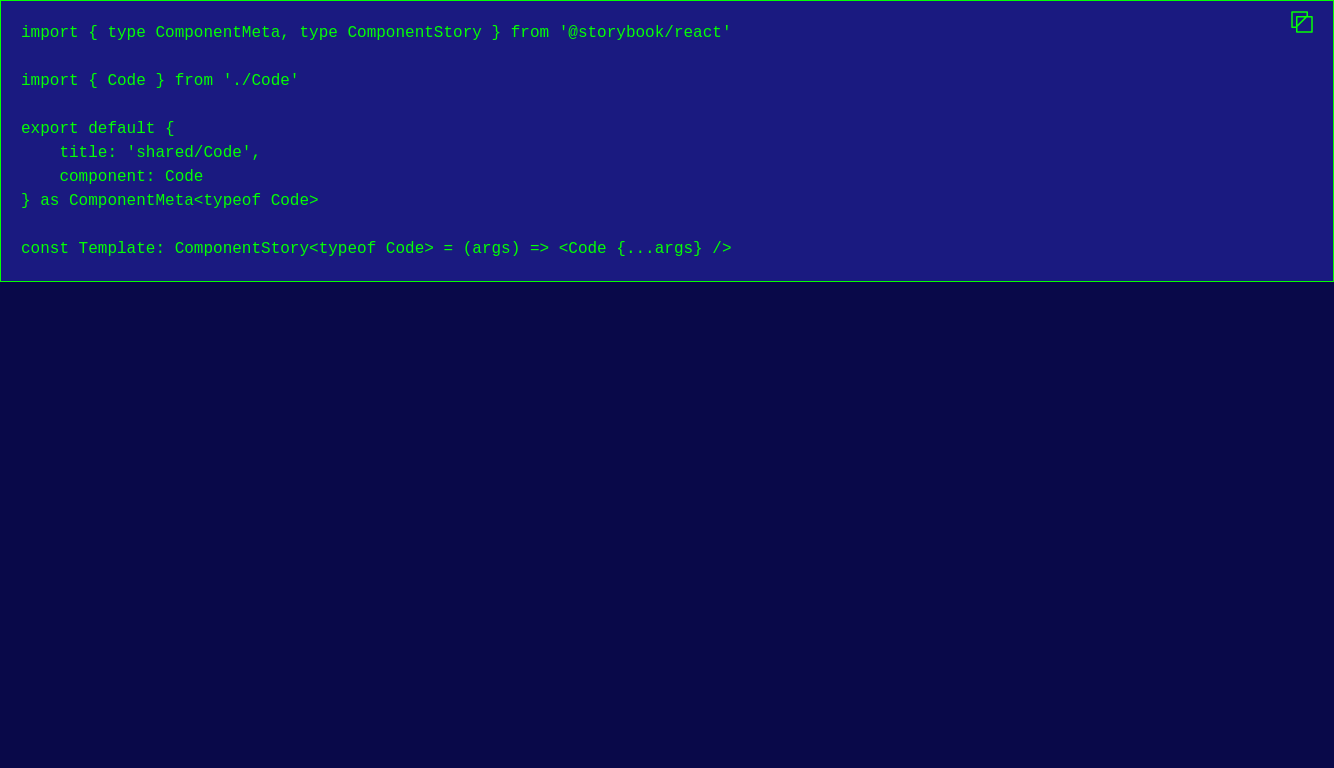 import { type ComponentMeta, type ComponentStory } from '@storybook/react'

import { Code } from './Code'

export default {
    title: 'shared/Code',
    component: Code
} as ComponentMeta<typeof Code>

const Template: ComponentStory<typeof Code> = (args) => <Code {...args} />